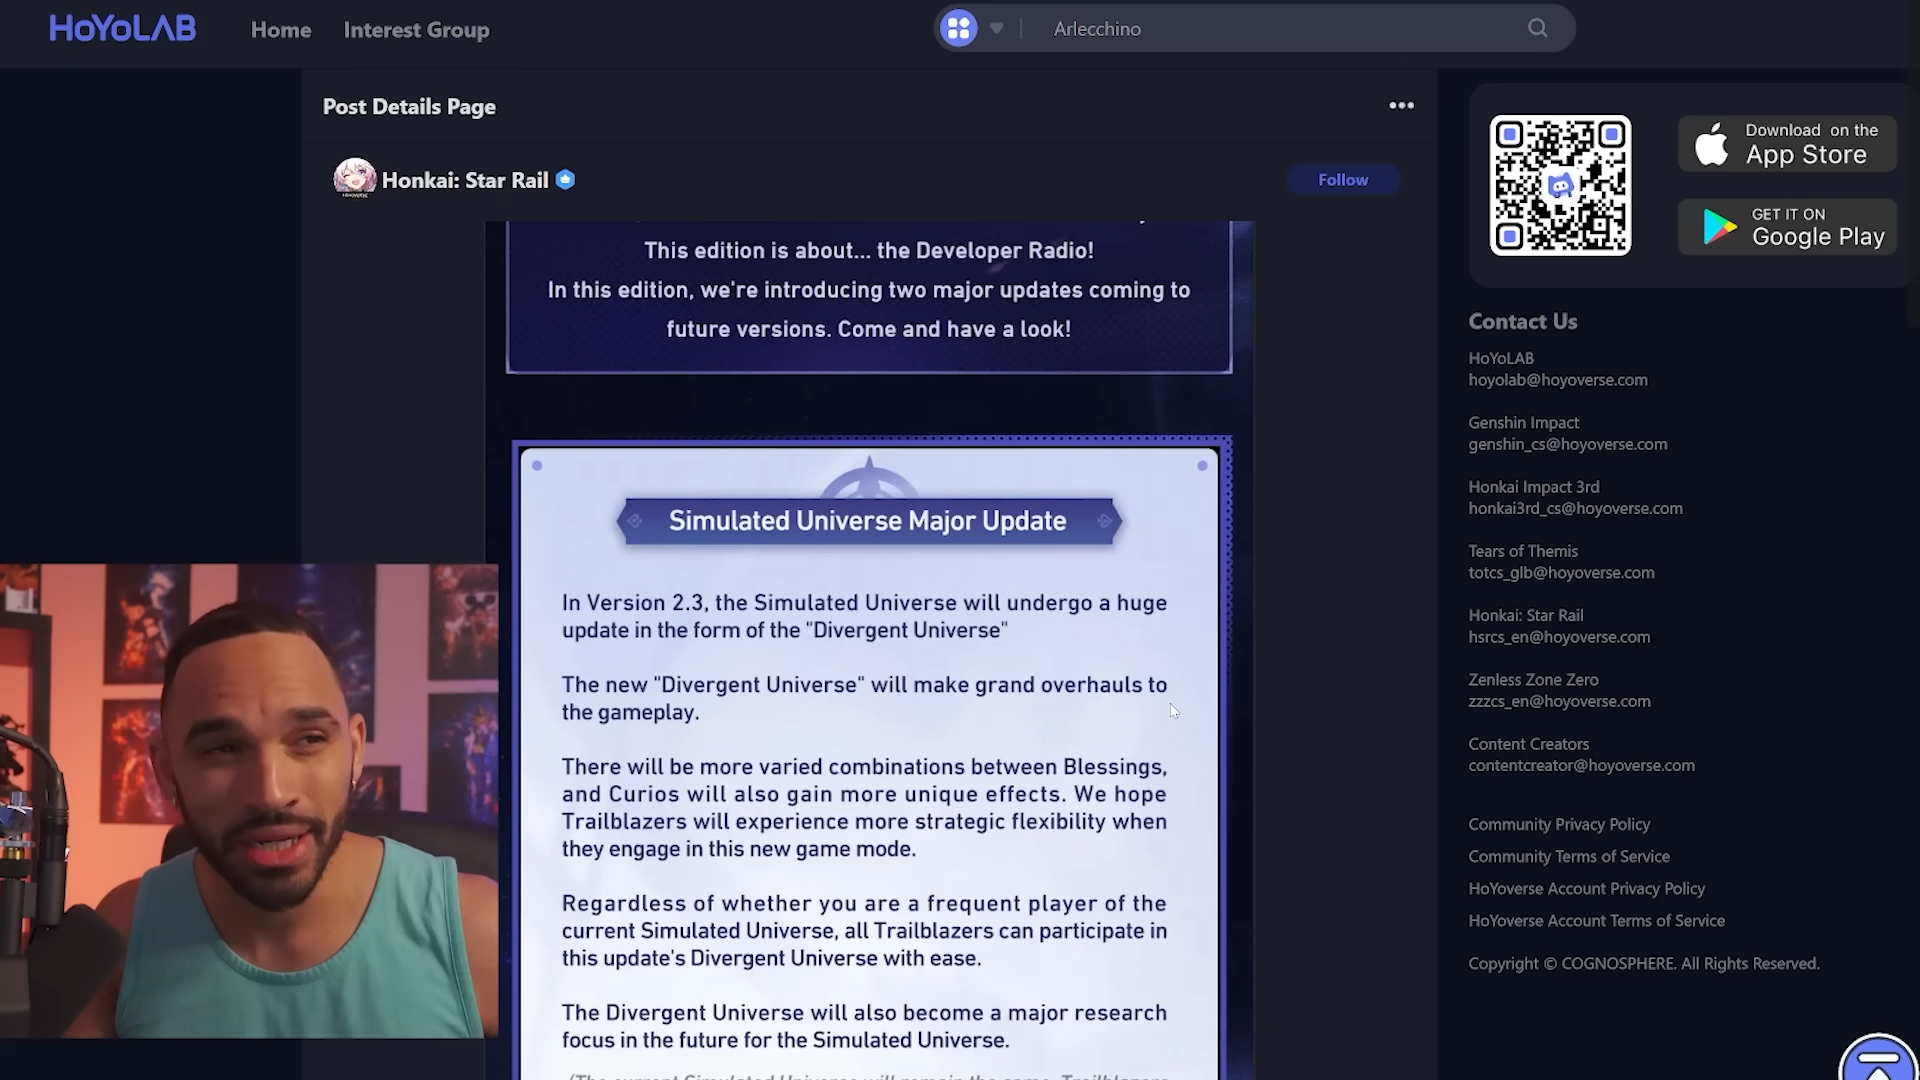 HoYoLAB
Home
Interest Group
Arlecchino
Post Details Page
Honkai: Star Rail
Follow
This edition is about... the Developer Radio!
In this edition, we're introducing two major updates coming to
future versions. Come and have a look!
Simulated Universe Major Update
In Version 2.3, the Simulated Universe will undergo a huge
update in the form of the "Divergent Universe"
The new "Divergent Universe" will make grand overhauls to
the gameplay.
There will be more varied combinations between Blessings,
and Curios will also gain more unique effects. We hope
Trailblazers will experience more strategic flexibility when
they engage in this new game mode.
Regardless of whether you are a frequent player of the
current Simulated Universe, all Trailblazers can participate in
this update's Divergent Universe with ease.
The Divergent Universe will also become a major research
focus in the future for the Simulated Universe.
(The current Simulated Universe will remain the same. Trailblazers
Download on the
App Store
GET IT ON
Google Play
Contact Us
HoYoLAB
hoyolab@hoyoverse.com
Genshin Impact
genshin_cs@hoyoverse.com
Honkai Impact 3rd
honkai3rd_cs@hoyoverse.com
Tears of Themis
totcs_glb@hoyoverse.com
Honkai: Star Rail
hsrcs_en@hoyoverse.com
Zenless Zone Zero
zzzcs_en@hoyoverse.com
Content Creators
contentcreator@hoyoverse.com
Community Privacy Policy
Community Terms of Service
HoYoverse Account Privacy Policy
HoYoverse Account Terms of Service
Copyright © COGNOSPHERE. All Rights Reserved.